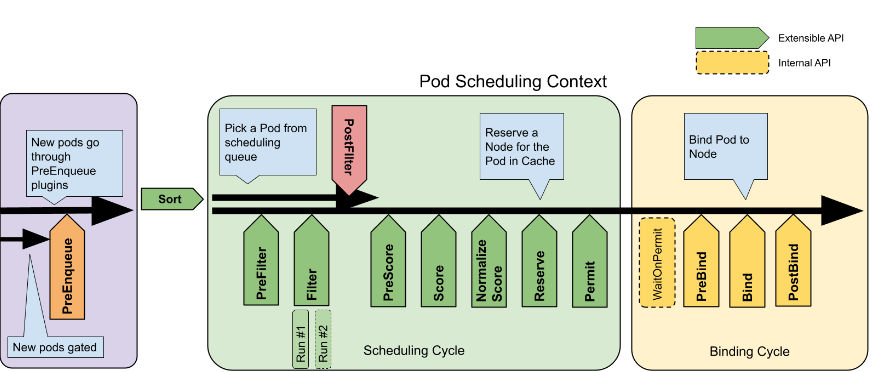 Extensible API
Internal API
Pod Scheduling Context
New pods go
through
PreEnqueue
plugins
PreEnqueue
New pods gated
Sort
Pick a Pod from
scheduling
queue
PostFilter
Reserve a
Node for the
Pod in Cache
PreFilter
Filter
Run #1
Run #2
PreScore
Score
Normalize
Score
Reserve
Permit
Scheduling Cycle
Bind Pod to
Node
WaitOnPermit
PreBind
Bind
PostBind
Binding Cycle